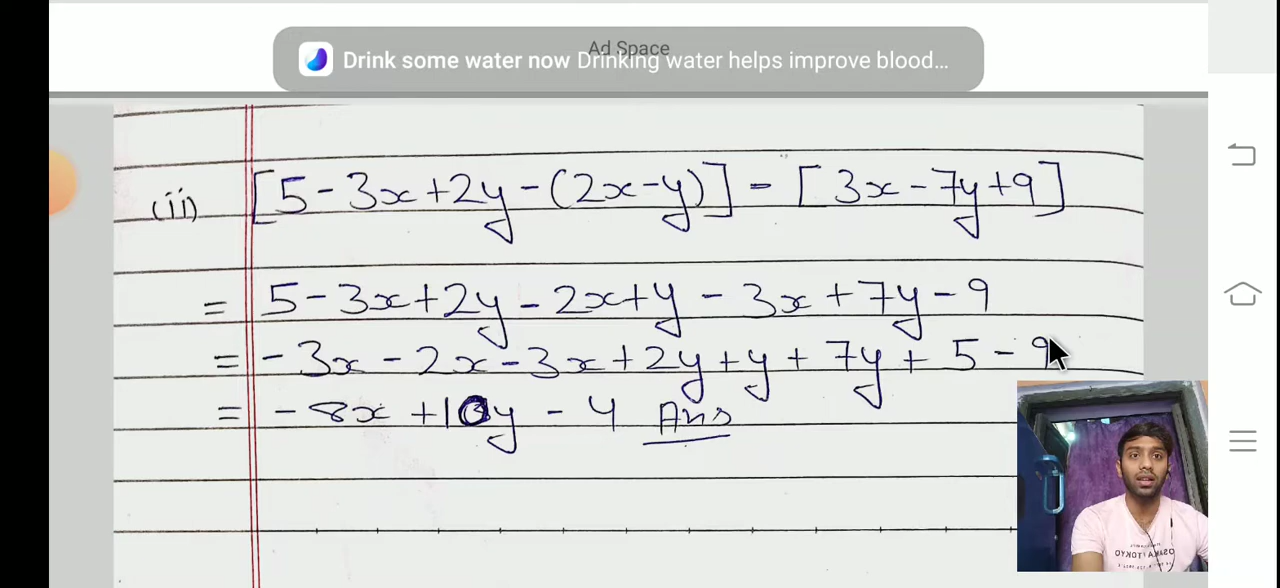 Ad Space
Drink some water now Drinking water helps improve blood...
(ii) [5-3x+2y-(2x-y)] - [3x-7y+9]
= 5-3x+2y-2x+y-3x+7y-9
= -3x-2x-3x+2y+y+7y+5-9
= -8x+10y-4 Ans